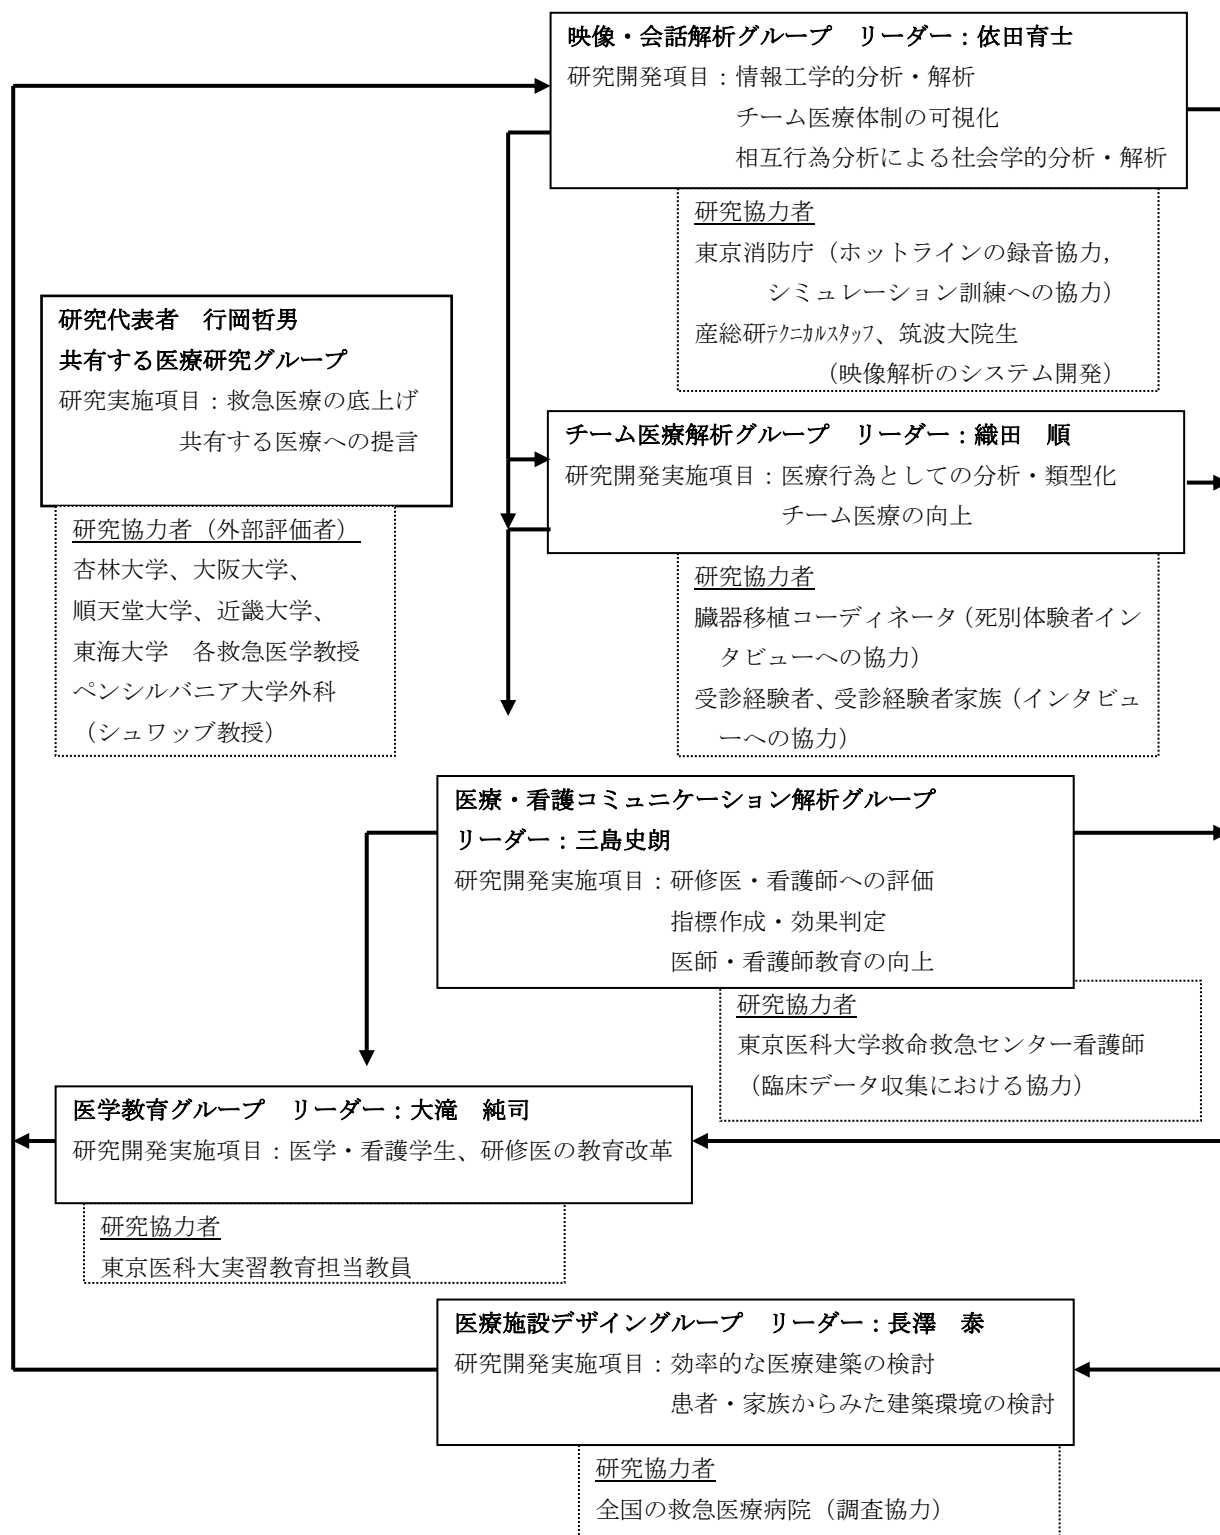 映像・会話解析グループ　リーダー：依田育士
研究開発項目：情報工学的分析・解析
チーム医療体制の可視化
相互行為分析による社会学的分析・解析
研究協力者
東京消防庁（ホットラインの録音協力,
シミュレーション訓練への協力）
産総研ﾃｸﾆｶﾙｽﾀｯﾌ、筑波大院生
（映像解析のシステム開発）
研究代表者　行岡哲男
共有する医療研究グループ
研究実施項目：救急医療の底上げ
共有する医療への提言
研究協力者（外部評価者）
杏林大学、大阪大学、
順天堂大学、近畿大学、
東海大学　各救急医学教授
ペンシルバニア大学外科
（シュワッブ教授）
チーム医療解析グループ　リーダー：織田　順
研究開発実施項目：医療行為としての分析・類型化
チーム医療の向上
研究協力者
臓器移植コーディネータ（死別体験者イン
タビューへの協力）
受診経験者、受診経験者家族（インタビュ
ーへの協力）
医療・看護コミュニケーション解析グループ
リーダー：三島史朗
研究開発実施項目：研修医・看護師への評価
指標作成・効果判定
医師・看護師教育の向上
研究協力者
東京医科大学救命救急センター看護師
（臨床データ収集における協力）
医学教育グループ　リーダー：大滝　純司
研究開発実施項目：医学・看護学生、研修医の教育改革
研究協力者
東京医科大実習教育担当教員
医療施設デザイングループ　リーダー：長澤　泰
研究開発実施項目：効率的な医療建築の検討
患者・家族からみた建築環境の検討
研究協力者
全国の救急医療病院（調査協力）